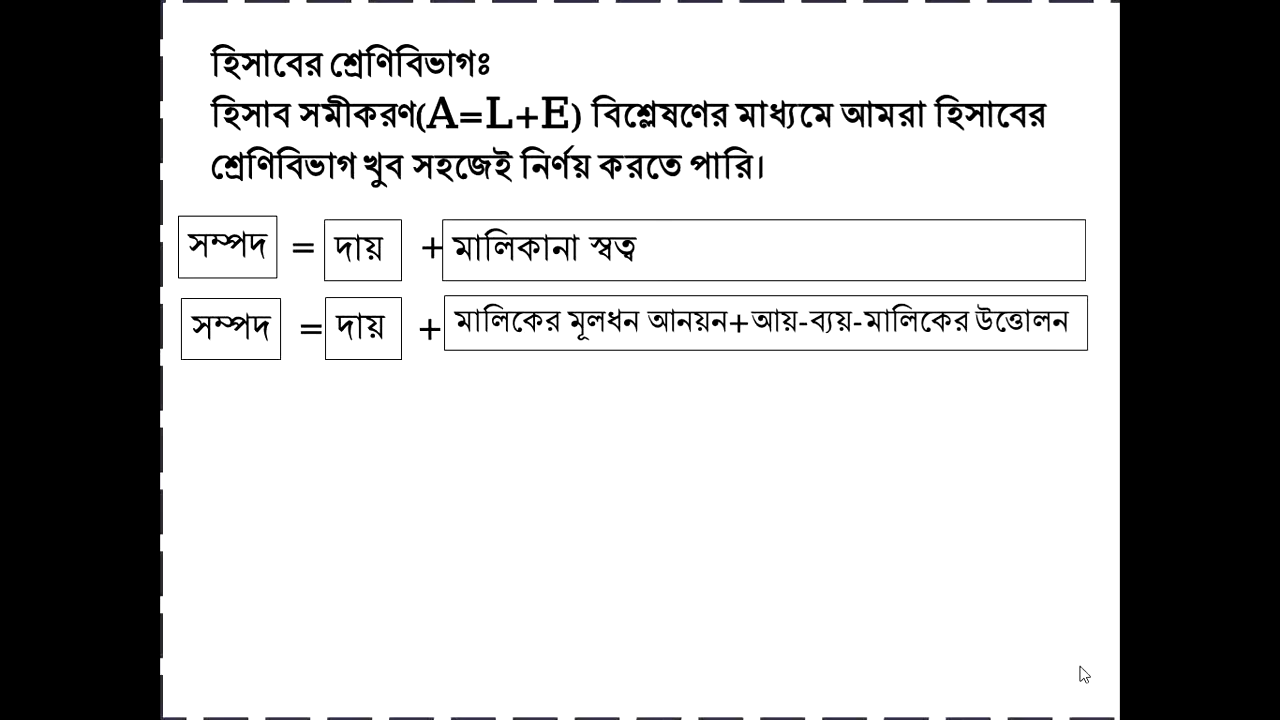 হিসাবের শ্রেণিবিভাগঃ
হিসাব সমীকরণ(A=L+E) বিশ্লেষণের মাধ্যমে আমরা হিসাবের
শ্রেণিবিভাগ খুব সহজেই নির্ণয় করতে পারি।
সম্পদ = দায় + মালিকানা স্বত্ব
সম্পদ = দায় + মালিকের মূলধন আনয়ন+আয়-ব্যয়-মালিকের উত্তোলন